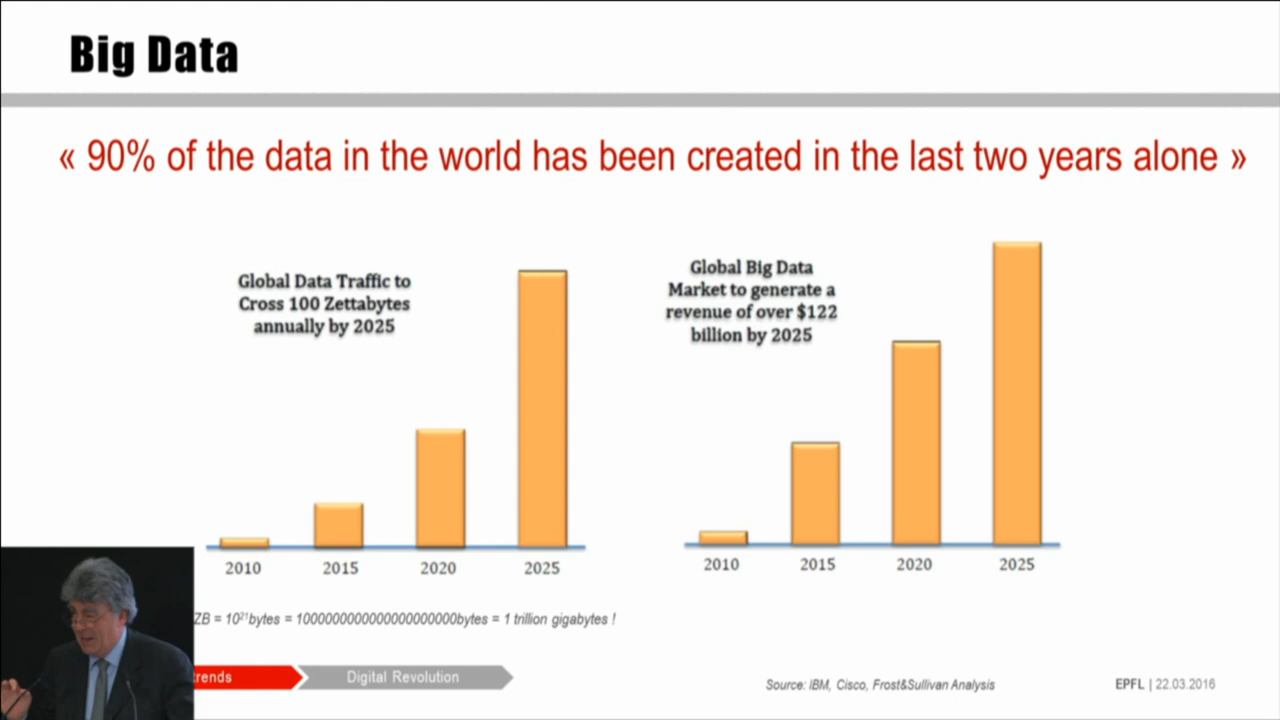 Big Data
« 90% of the data in the world has been created in the last two years alone »
Global Data Traffic to
Cross 100 Zettabytes
annually by 2025
2010 2015 2020 2025
Global Big Data
Market to generate a
revenue of over $122
billion by 2025
2010 2015 2020 2025
ZB = 10²¹bytes = 1000000000000000000000bytes = 1 trillion gigabytes !
rends
Digital Revolution
Source: IBM, Cisco, Frost&Sullivan Analysis
EPFL | 22.03.2016